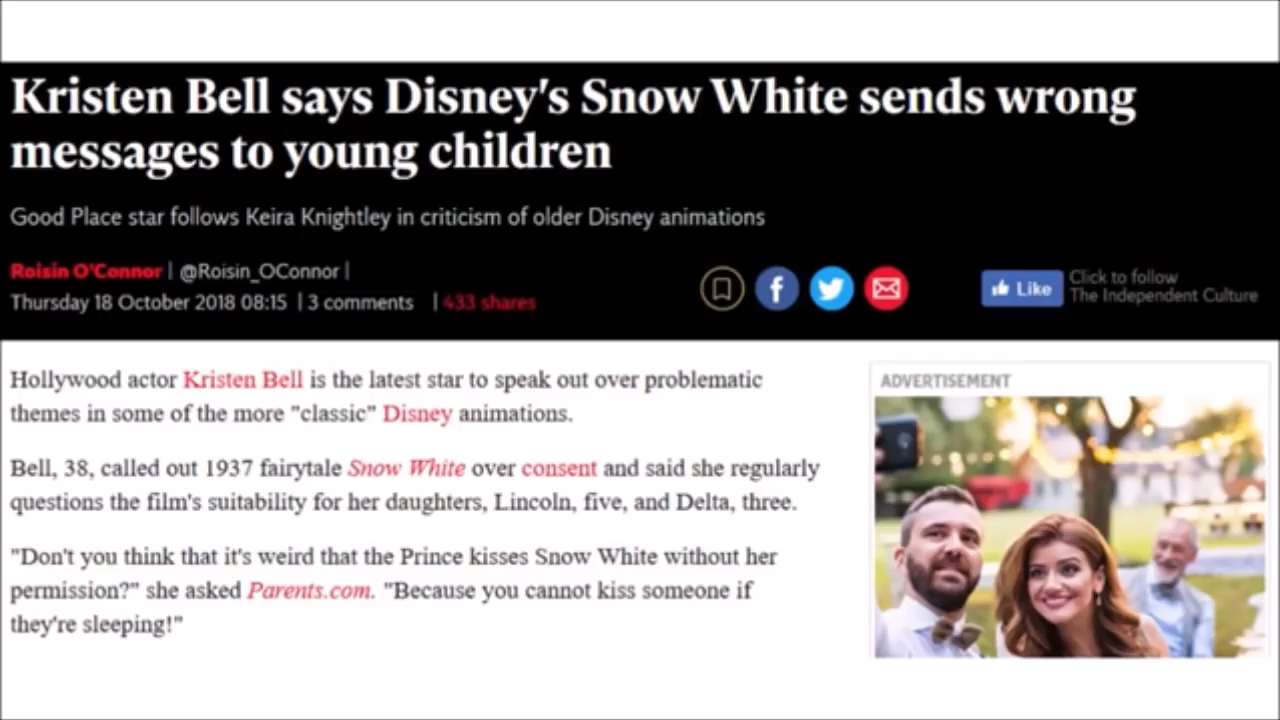 Kristen Bell says Disney's Snow White sends wrong
messages to young children
Good Place star follows Keira Knightley in criticism of older Disney animations
Roisin O'Connor | @Roisin_OConnor |
Thursday 18 October 2018 08:15 | 3 comments | 433 shares
Like
Click to follow
The Independent Culture
Hollywood actor Kristen Bell is the latest star to speak out over problematic
themes in some of the more "classic" Disney animations.
Bell, 38, called out 1937 fairytale Snow White over consent and said she regularly
questions the film's suitability for her daughters, Lincoln, five, and Delta, three.
"Don't you think that it's weird that the Prince kisses Snow White without her
permission?" she asked Parents.com. "Because you cannot kiss someone if
they're sleeping!"
ADVERTISEMENT